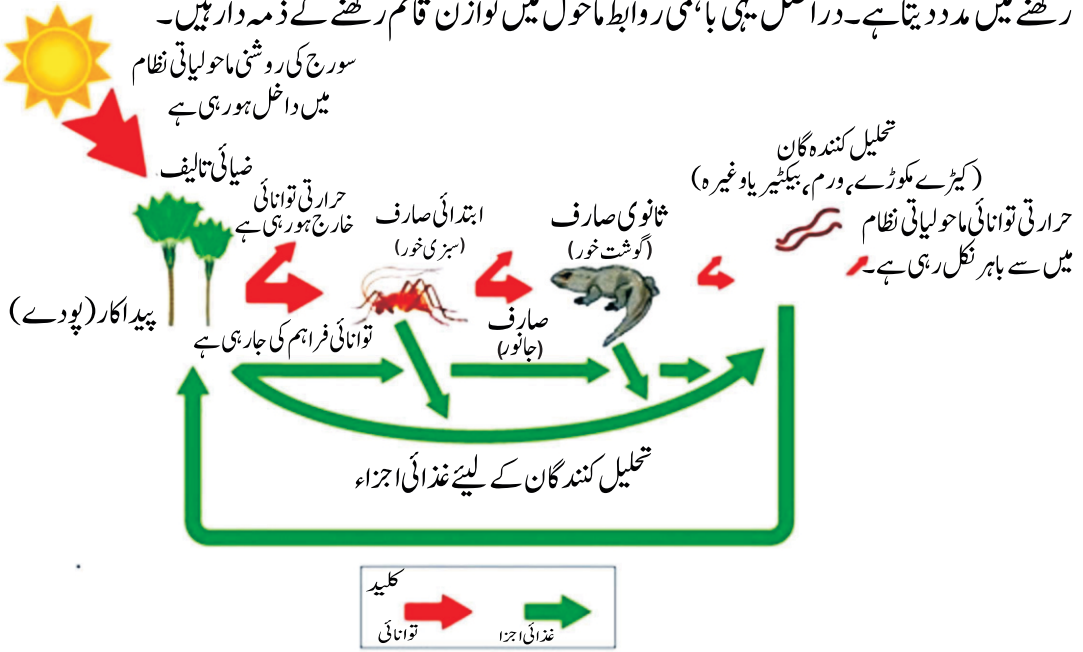 رکھنے میں مدد دیتا ہے۔ دراصل یہی باہمی روابط ماحول میں توازن قائم رکھنے کے ذمہ دار ہیں۔
سورج کی روشنی ماحولیاتی نظام
میں داخل ہو رہی ہے
تحلیل کنندہ گان
(کیڑے مکوڑے، ورم، بیکٹیریا وغیرہ)
ضیائی تالیف
حرارتی توانائی
خارج ہو رہی ہے
ابتدائی صارف
(سبزی خور)
ثانوی صارف
(گوشت خور)
حرارتی توانائی ماحولیاتی نظام
میں سے باہر نکل رہی ہے۔
پیداکار (پودے)
توانائی فراہم کی جا رہی ہے
صارف
(جانور)
تحلیل کنندگان کے لیئے غذائی اجزاء
کلید
توانائی
غذائی اجزا